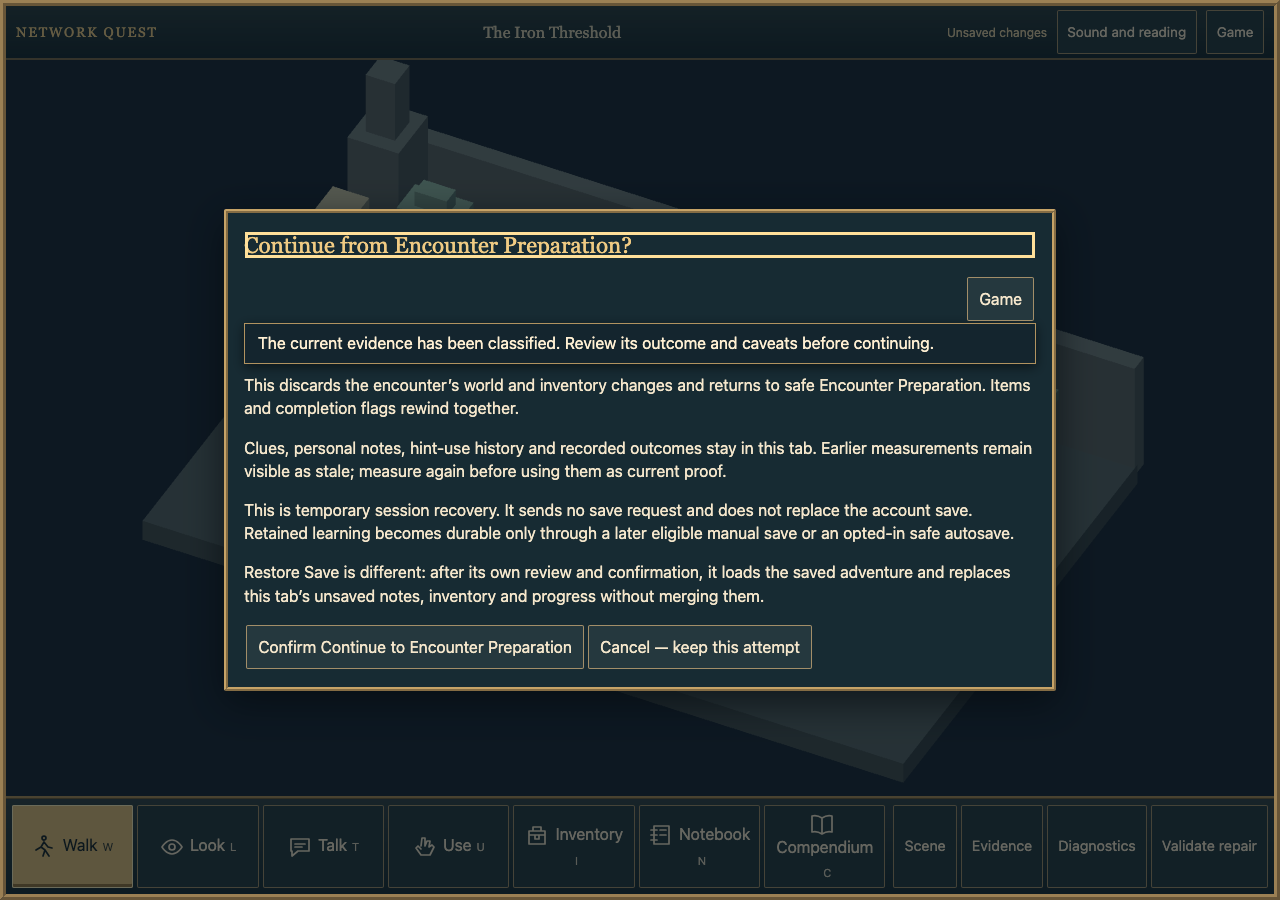 NETWORK QUEST
The Iron Threshold
Unsaved changes
Sound and reading
Game
Continue from Encounter Preparation?
Game
The current evidence has been classified. Review its outcome and caveats before continuing.
This discards the encounter’s world and inventory changes and returns to safe Encounter Preparation. Items
and completion flags rewind together.
Clues, personal notes, hint-use history and recorded outcomes stay in this tab. Earlier measurements remain
visible as stale; measure again before using them as current proof.
This is temporary session recovery. It sends no save request and does not replace the account save.
Retained learning becomes durable only through a later eligible manual save or an opted-in safe autosave.
Restore Save is different: after its own review and confirmation, it loads the saved adventure and replaces
this tab’s unsaved notes, inventory and progress without merging them.
Confirm Continue to Encounter Preparation
Cancel — keep this attempt
Walk W
Look L
Talk T
Use U
Inventory
I
Notebook
N
Compendium
C
Scene
Evidence
Diagnostics
Validate repair